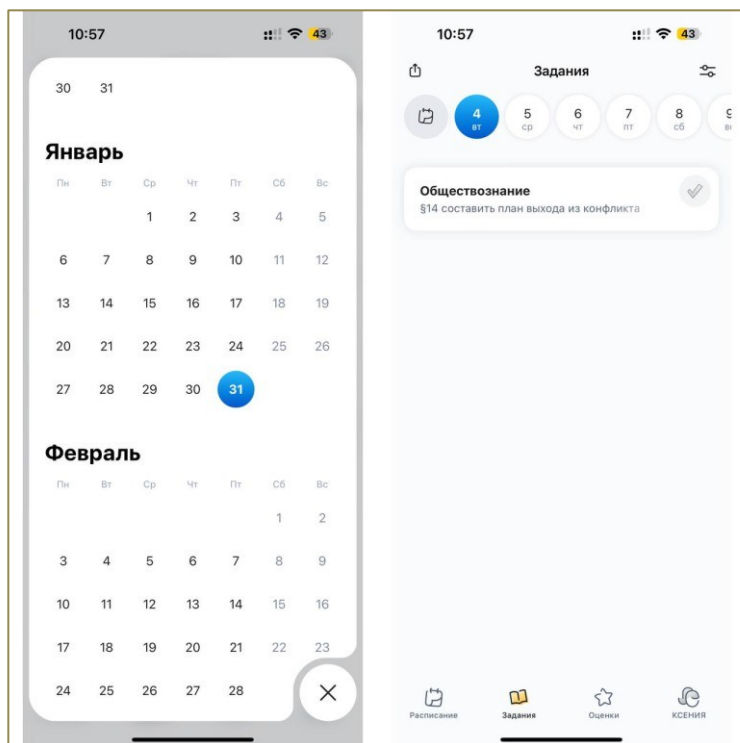 10:57
43
30 31
Январь
Пн Вт Ср Чт Пт Сб Вс
1 2 3 4 5
6 7 8 9 10 11 12
13 14 15 16 17 18 19
20 21 22 23 24 25 26
27 28 29 30 31
Февраль
Пн Вт Ср Чт Пт Сб Вс
1 2
3 4 5 6 7 8 9
10 11 12 13 14 15 16
17 18 19 20 21 22 23
24 25 26 27 28
10:57
43
Задания
4 5 6 7 8
вт ср чт пт сб
Обществознание
§14 составить план выхода из конфликта
Расписание Задания Оценки КСЕНИЯ